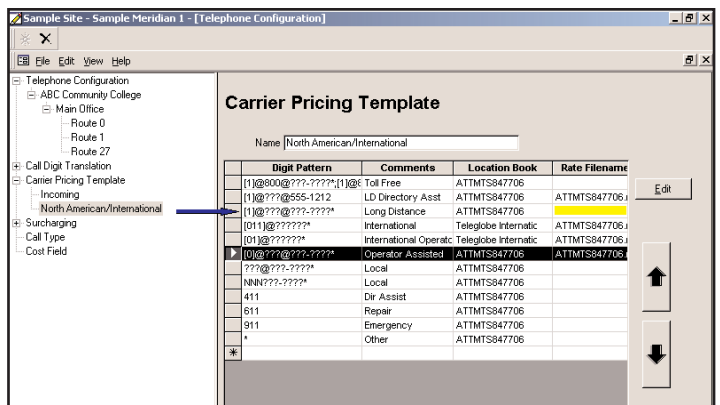 Sample Site - Sample Meridian 1 - [Telephone Configuration]
File Edit View Help
Telephone Configuration
ABC Community College
Main Office
Route 0
Route 1
Route 27
Call Digit Translation
Carrier Pricing Template
Incoming
North American/International
Surcharging
Call Type
Cost Field
Carrier Pricing Template
Name North American/International
Digit Pattern Comments Location Book Rate Filename
[1]@800@???-????*;[1]@8 Toll Free ATTMTS847706
[1]@???@555-1212 LD Directory Asst ATTMTS847706 ATTMTS847706.r
[1]@???@???-????* Long Distance ATTMTS847706
[011]@??????* International Teleglobe Internatic ATTMTS847706.r
[01]@??????* International Operatc Teleglobe Internatic ATTMTS847706.r
[0]@???@???-????* Operator Assisted ATTMTS847706 ATTMTS847706.r
???@???-????* Local ATTMTS847706
NNN???-????* Local ATTMTS847706
411 Dir Assist ATTMTS847706
611 Repair ATTMTS847706
911 Emergency ATTMTS847706
* Other ATTMTS847706
Edit